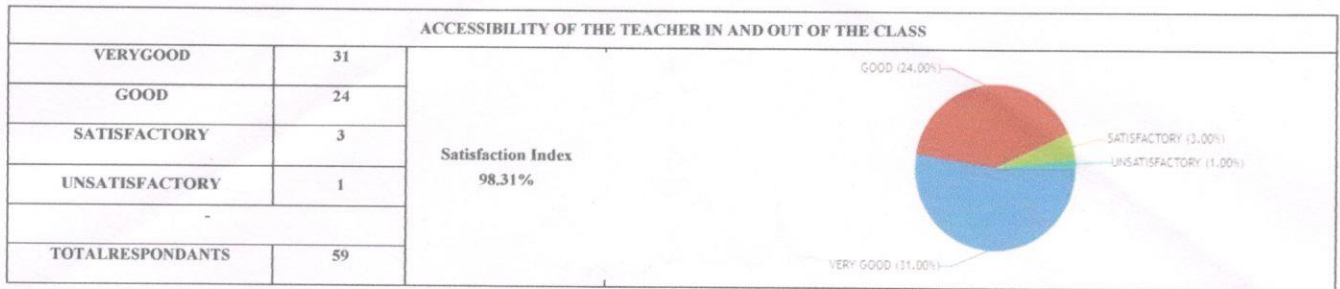 ACCESSIBILITY OF THE TEACHER IN AND OUT OF THE CLASS
VERYGOOD 31
GOOD 24
SATISFACTORY 3
UNSATISFACTORY 1
-
TOTALRESPONDANTS 59
Satisfaction Index
98.31%
GOOD (24.00%)
SATISFACTORY (3.00%)
UNSATISFACTORY (1.00%)
VERY GOOD (31.00%)